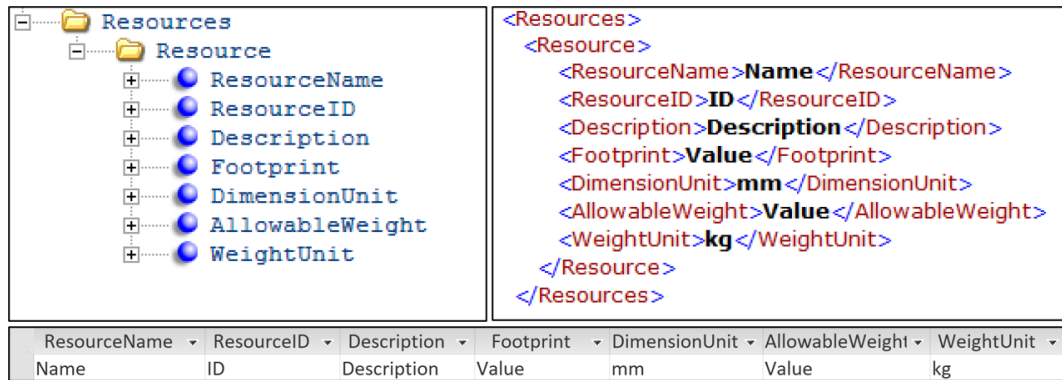 Resources
Resource
ResourceName
ResourceID
Description
Footprint
DimensionUnit
AllowableWeight
WeightUnit
<Resources>
<Resource>
<ResourceName>Name</ResourceName>
<ResourceID>ID</ResourceID>
<Description>Description</Description>
<Footprint>Value</Footprint>
<DimensionUnit>mm</DimensionUnit>
<AllowableWeight>Value</AllowableWeight>
<WeightUnit>kg</WeightUnit>
</Resource>
</Resources>
ResourceName ResourceID Description Footprint DimensionUnit AllowableWeight WeightUnit
Name ID Description Value mm Value kg